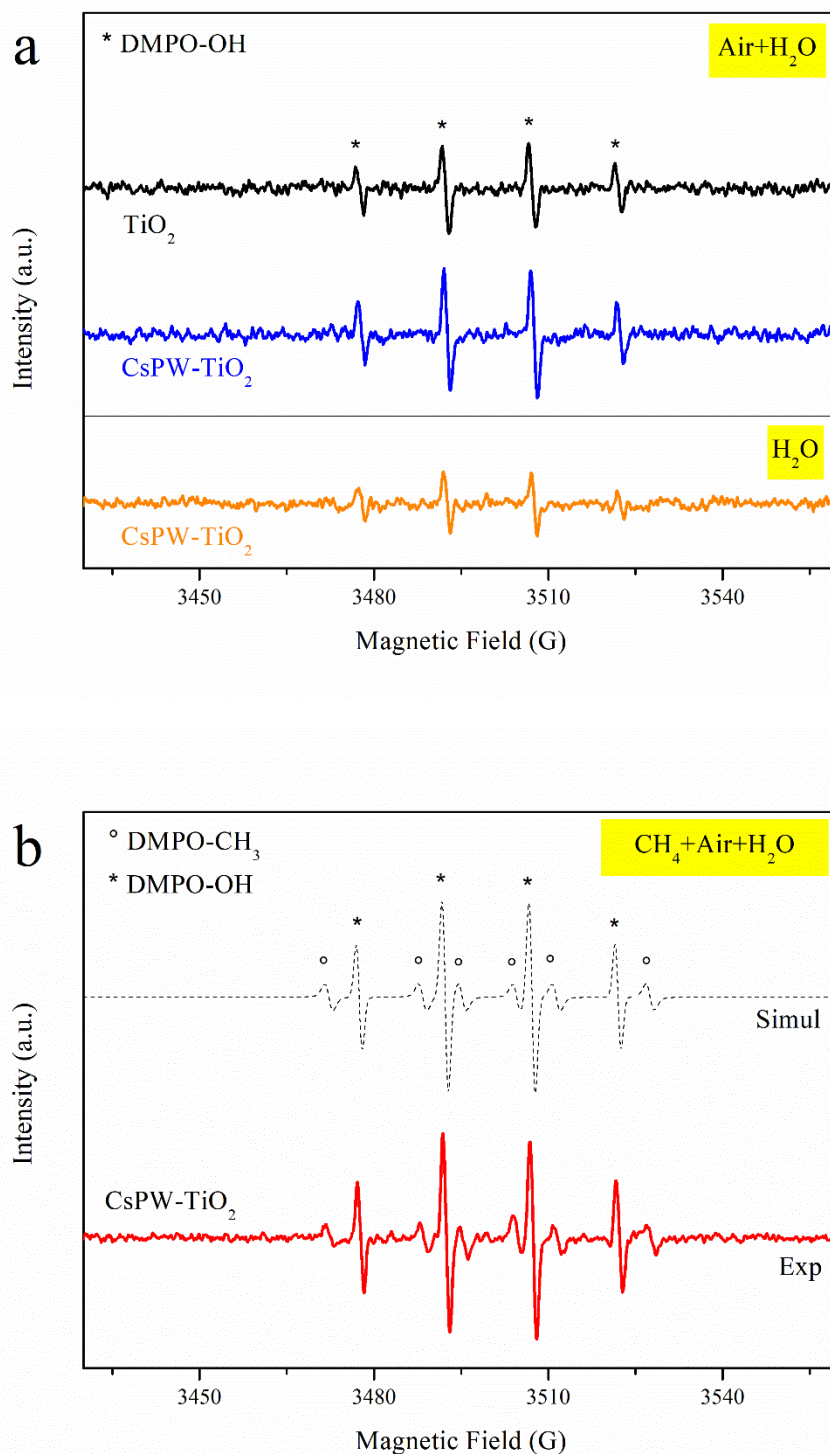 a
* DMPO-OH
Air+H₂O
TiO₂
CsPW-TiO₂
H₂O
CsPW-TiO₂
Intensity (a.u.)
3450 3480 3510 3540
Magnetic Field (G)
b
° DMPO-CH₃
CH₄+Air+H₂O
* DMPO-OH
Simul
CsPW-TiO₂
Exp
Intensity (a.u.)
3450 3480 3510 3540
Magnetic Field (G)